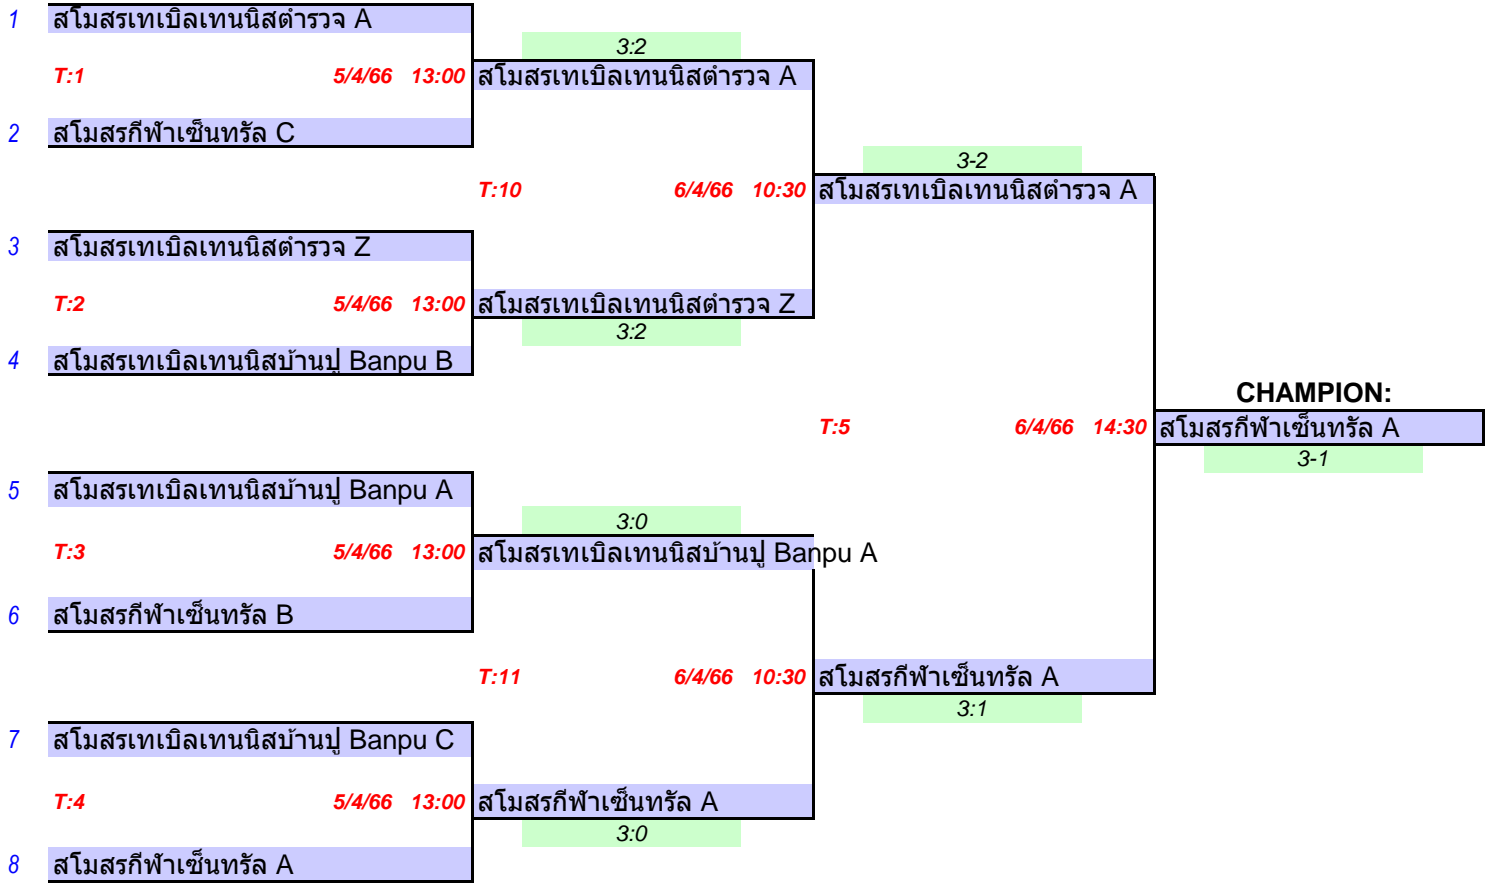 1 สโมสรเทเบิลเทนนิสตำรวจ A
3:2
T:1 5/4/66 13:00 สโมสรเทเบิลเทนนิสตำรวจ A
2 สโมสรกีฬาเซ็นทรัล C
3-2
T:10 6/4/66 10:30 สโมสรเทเบิลเทนนิสตำรวจ A
3 สโมสรเทเบิลเทนนิสตำรวจ Z
T:2 5/4/66 13:00 สโมสรเทเบิลเทนนิสตำรวจ Z
3:2
4 สโมสรเทเบิลเทนนิสบ้านปู Banpu B
CHAMPION:
T:5 6/4/66 14:30 สโมสรกีฬาเซ็นทรัล A
3-1
5 สโมสรเทเบิลเทนนิสบ้านปู Banpu A
3:0
T:3 5/4/66 13:00 สโมสรเทเบิลเทนนิสบ้านปู Banpu A
6 สโมสรกีฬาเซ็นทรัล B
T:11 6/4/66 10:30 สโมสรกีฬาเซ็นทรัล A
3:1
7 สโมสรเทเบิลเทนนิสบ้านปู Banpu C
T:4 5/4/66 13:00 สโมสรกีฬาเซ็นทรัล A
3:0
8 สโมสรกีฬาเซ็นทรัล A